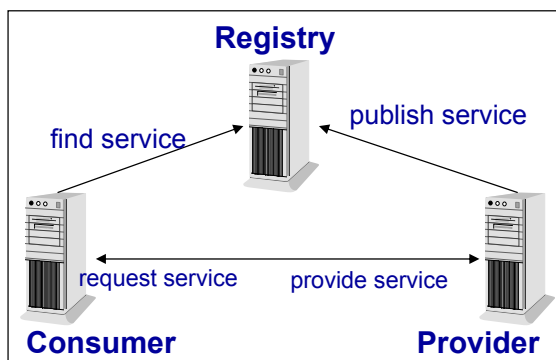 Registry
publish service
find service
request service
provide service
Consumer
Provider